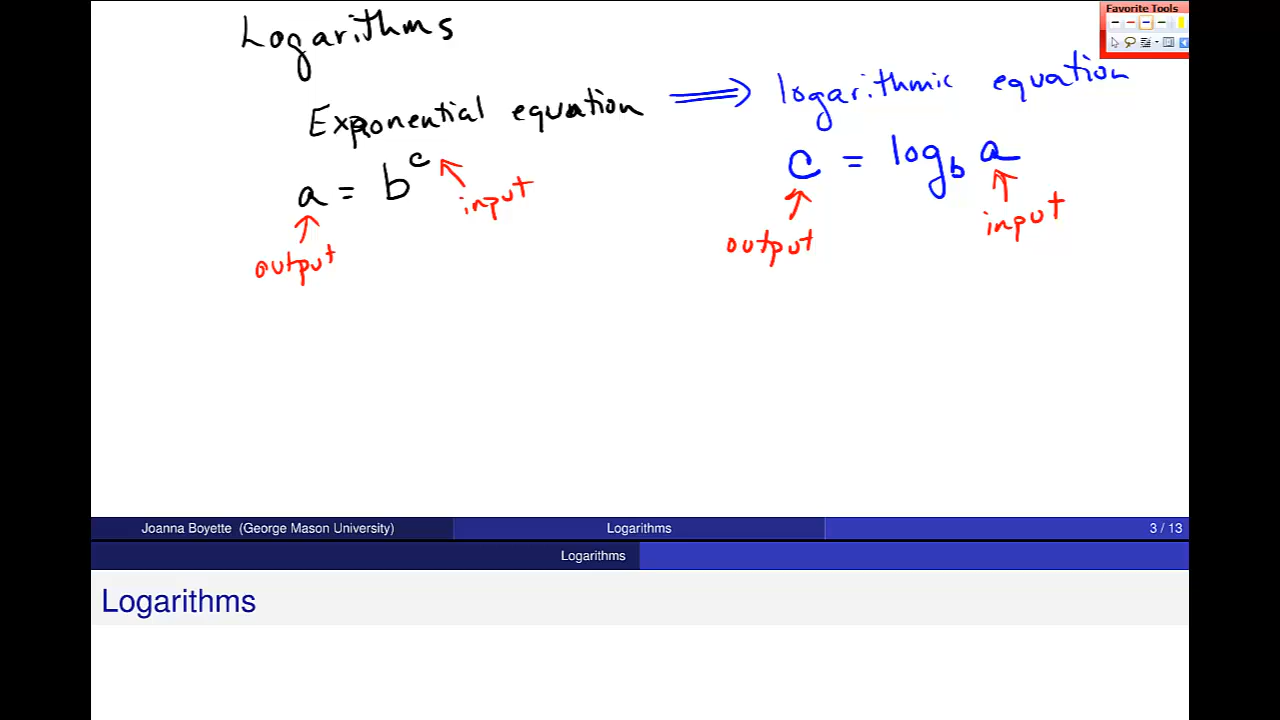 Logarithms
Favorite Tools
Exponential equation ⟹ logarithmic equation
a = b^c
input
output
c = log_b a
output
input
Joanna Boyette (George Mason University) Logarithms 3 / 13
Logarithms
Logarithms